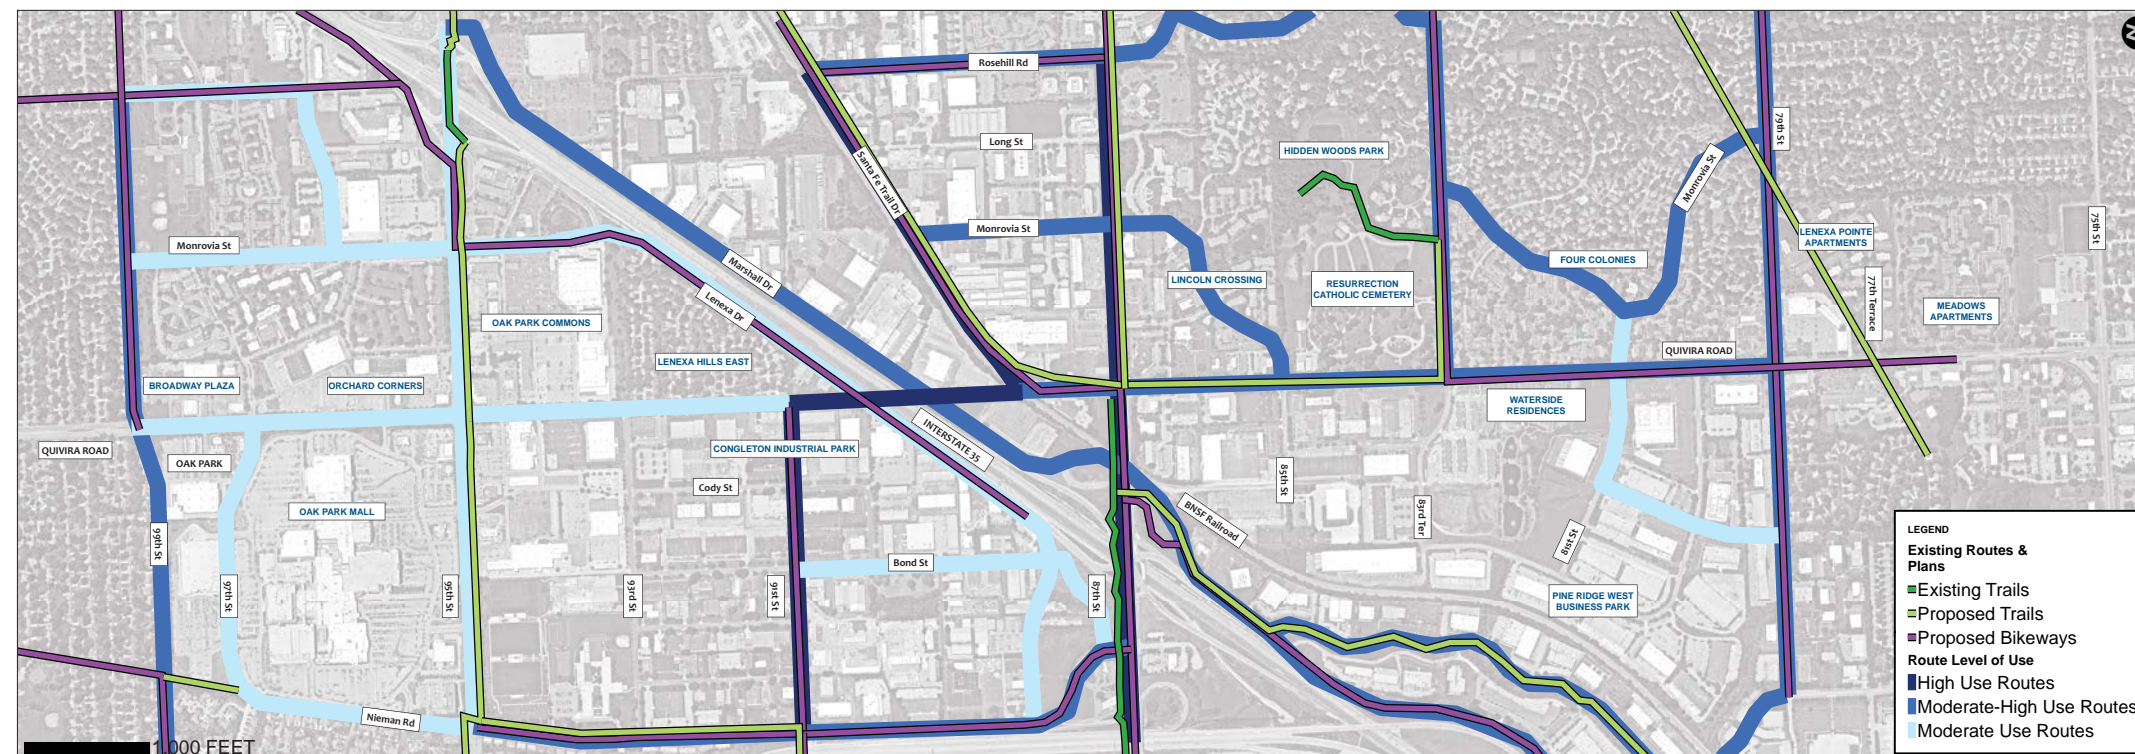 N
Rosehill Rd
Long St
Santa Fe Trail Dr
HIDDEN WOODS PARK
Monrovia St
79th St
Monrovia St
Monrovia St
75th St
LENEXA POINTE
APARTMENTS
FOUR COLONIES
Marshall Dr
LINCOLN CROSSING
RESURRECTION
CATHOLIC CEMETERY
Lenexa Dr
77th Terrace
MEADOWS
APARTMENTS
OAK PARK COMMONS
LENEXA HILLS EAST
QUIVIRA ROAD
BROADWAY PLAZA
ORCHARD CORNERS
WATERSIDE
RESIDENCES
INTERSTATE 35
QUIVIRA ROAD
OAK PARK
CONGLETON INDUSTRIAL PARK
Cody St
85th St
83rd Ter
BNSF Railroad
OAK PARK MALL
99th St
81st St
Bond St
97th St
95th St
93rd St
91st St
87th St
PINE RIDGE WEST
BUSINESS PARK
Nieman Rd
1,000 FEET
LEGEND
Existing Routes &
Plans
Existing Trails
Proposed Trails
Proposed Bikeways
Route Level of Use
High Use Routes
Moderate-High Use Routes
Moderate Use Routes